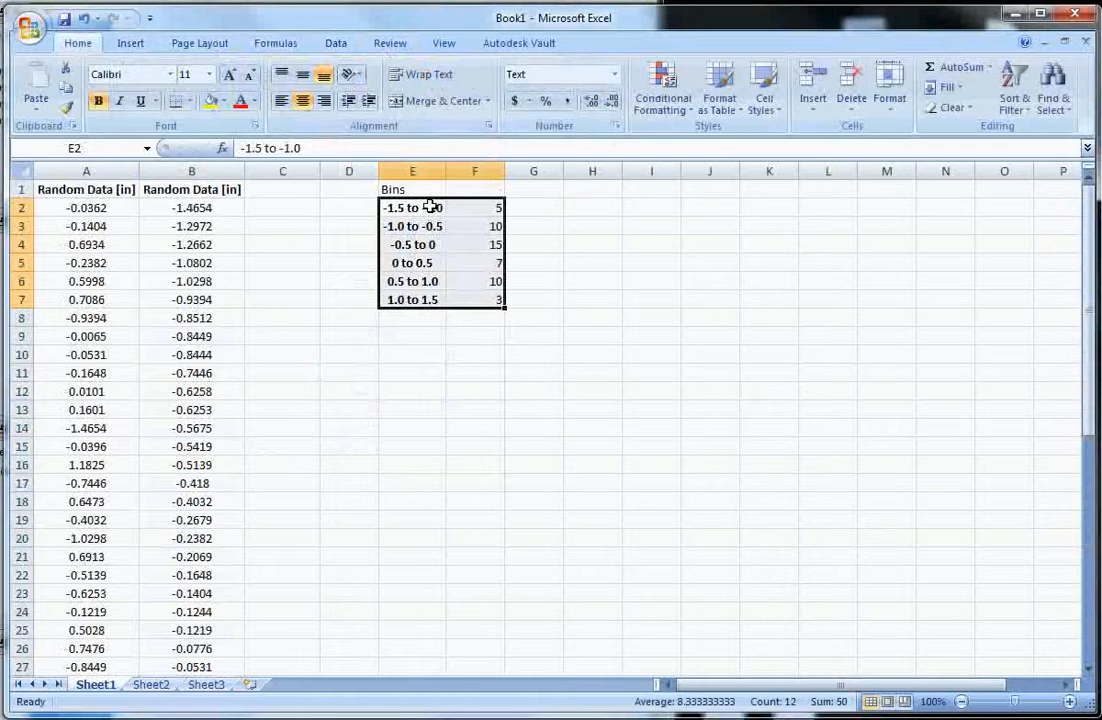 Book1 - Microsoft Excel
Home Insert Page Layout Formulas Data Review View Autodesk Vault
Calibri 11 Wrap Text Text AutoSum
Paste Fill
B I U Merge & Center $ % , Conditional Formatting Format as Table Cell Styles Insert Delete Format Clear Sort & Filter Find & Select
Clipboard Font Alignment Number Styles Cells Editing
E2 fx -1.5 to -1.0
A B C D E F G H I J K L M N O P
1 Random Data [in] Random Data [in] Bins
2 -0.0362 -1.4654 -1.5 to 0 5
3 -0.1404 -1.2972 -1.0 to -0.5 10
4 0.6934 -1.2662 -0.5 to 0 15
5 -0.2382 -1.0802 0 to 0.5 7
6 0.5998 -1.0298 0.5 to 1.0 10
7 0.7086 -0.9394 1.0 to 1.5 3
8 -0.9394 -0.8512
9 -0.0065 -0.8449
10 -0.0531 -0.8444
11 -0.1648 -0.7446
12 0.0101 -0.6258
13 0.1601 -0.6253
14 -1.4654 -0.5675
15 -0.0396 -0.5419
16 1.1825 -0.5139
17 -0.7446 -0.418
18 0.6473 -0.4032
19 -0.4032 -0.2679
20 -1.0298 -0.2382
21 0.6913 -0.2069
22 -0.5139 -0.1648
23 -0.6253 -0.1404
24 -0.1219 -0.1244
25 0.5028 -0.1219
26 0.7476 -0.0776
27 -0.8449 -0.0531
Sheet1 Sheet2 Sheet3
Ready Average: 8.333333333 Count: 12 Sum: 50 100%